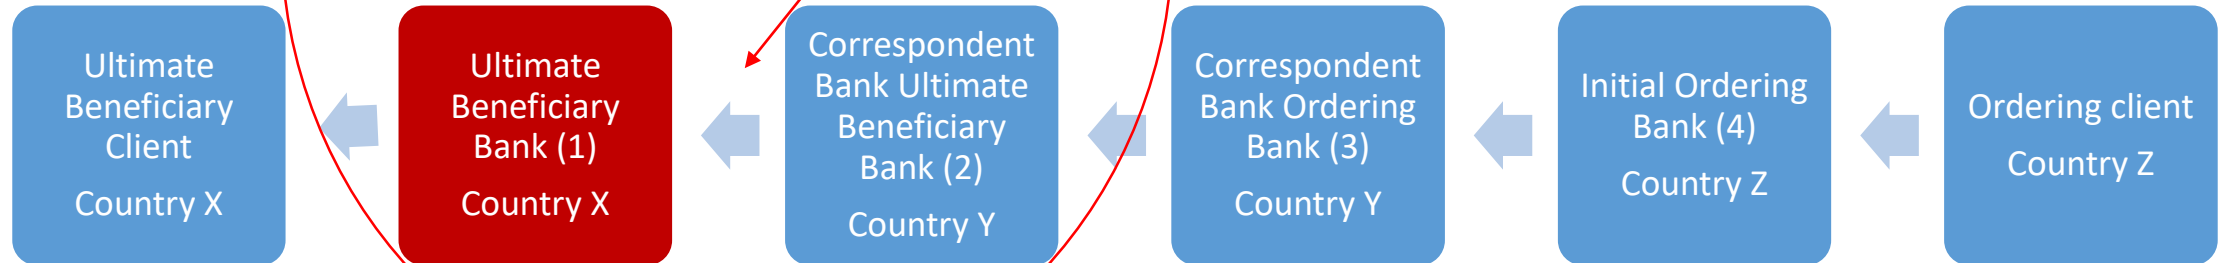 Ultimate
Beneficiary
Client
Country X
Ultimate
Beneficiary
Bank (1)
Country X
Correspondent
Bank Ultimate
Beneficiary
Bank (2)
Country Y
Correspondent
Bank Ordering
Bank (3)
Country Y
Initial Ordering
Bank (4)
Country Z
Ordering client
Country Z